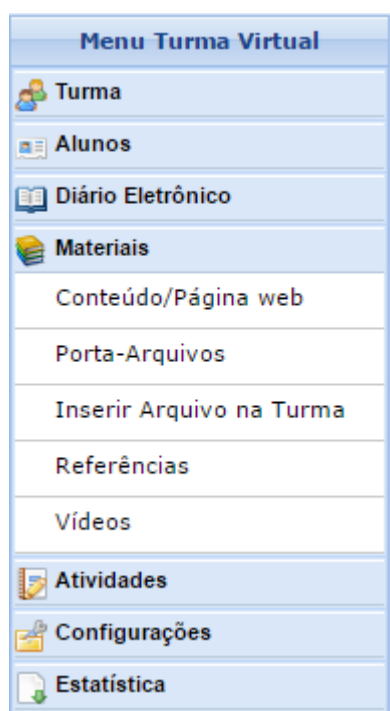 Menu Turma Virtual
Turma
Alunos
Diário Eletrônico
Materiais
Conteúdo/Página web
Porta-Arquivos
Inserir Arquivo na Turma
Referências
Vídeos
Atividades
Configurações
Estatística